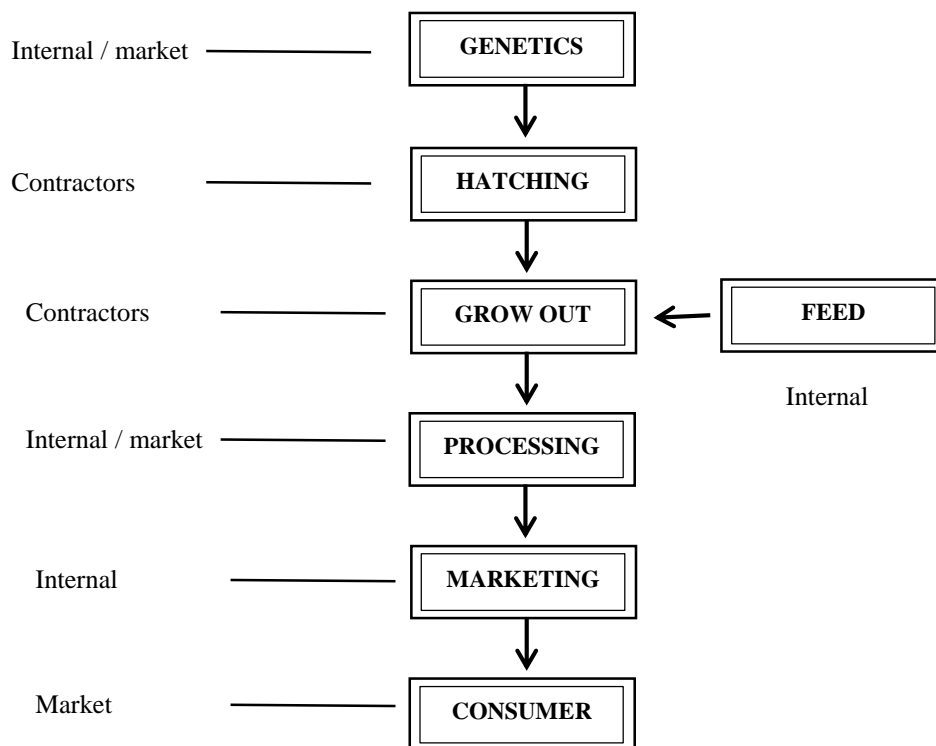 Internal / market
GENETICS
Contractors
HATCHING
Contractors
GROW OUT
FEED
Internal
Internal / market
PROCESSING
Internal
MARKETING
Market
CONSUMER